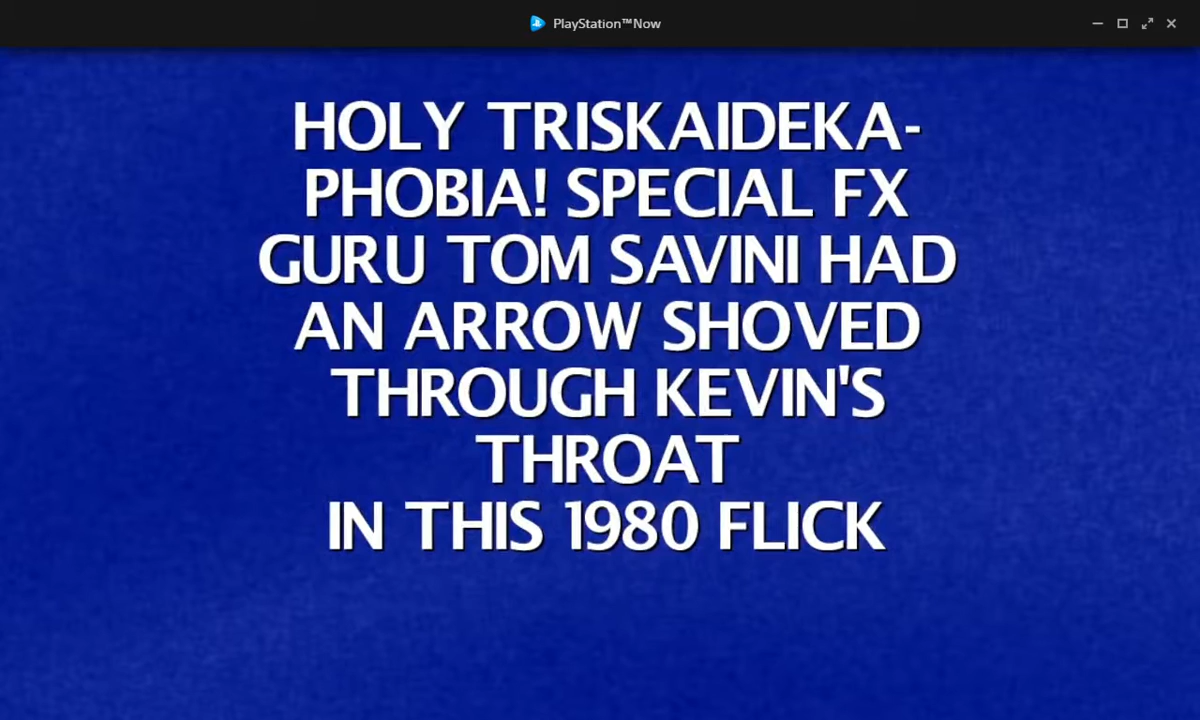 PlayStation™Now
HOLY TRISKAIDEKA-
PHOBIA! SPECIAL FX
GURU TOM SAVINI HAD
AN ARROW SHOVED
THROUGH KEVIN'S
THROAT
IN THIS 1980 FLICK